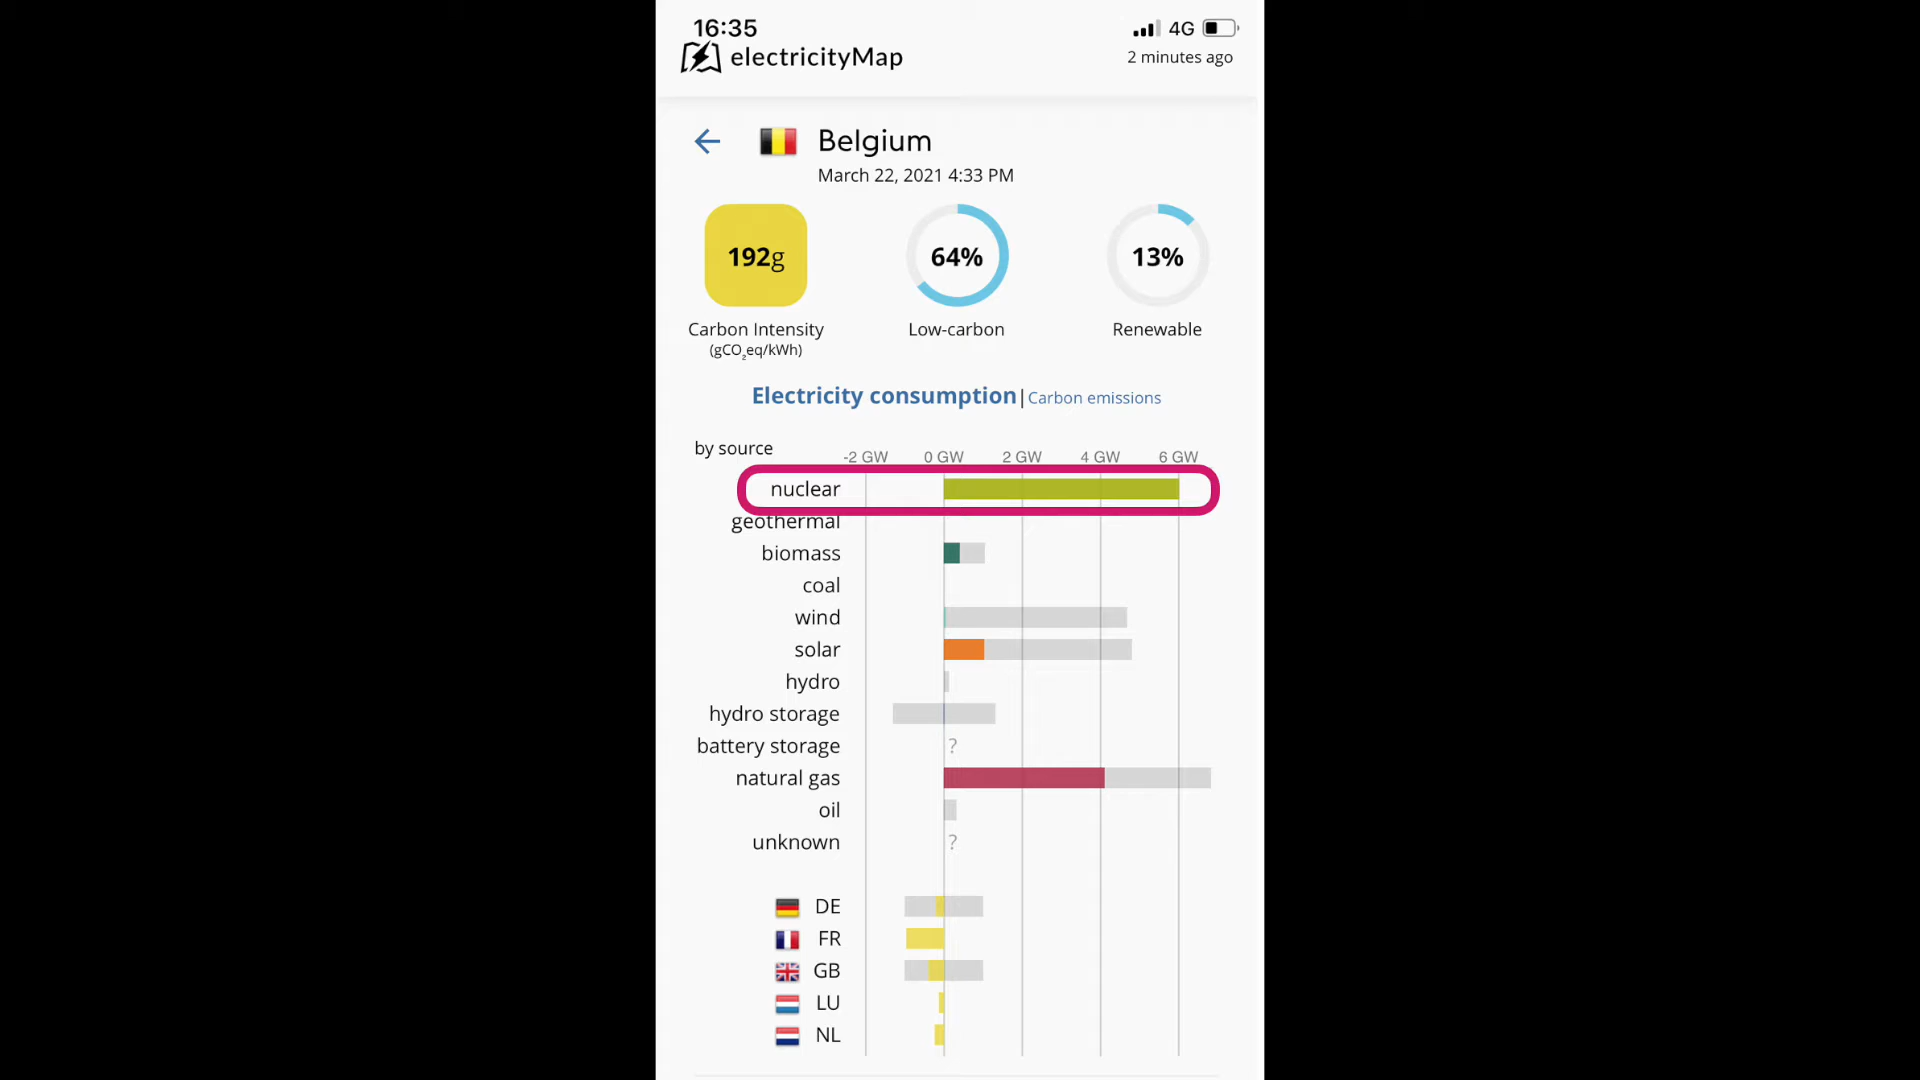 16:35
4G
electricityMap
2 minutes ago
Belgium
March 22, 2021 4:33 PM
192g
64%
13%
Carbon Intensity
(gCO₂eq/kWh)
Low-carbon
Renewable
Electricity consumption|Carbon emissions
by source
-2 GW 0 GW 2 GW 4 GW 6 GW
nuclear
geothermal
biomass
coal
wind
solar
hydro
hydro storage
battery storage ?
natural gas
oil
unknown ?
DE
FR
GB
LU
NL